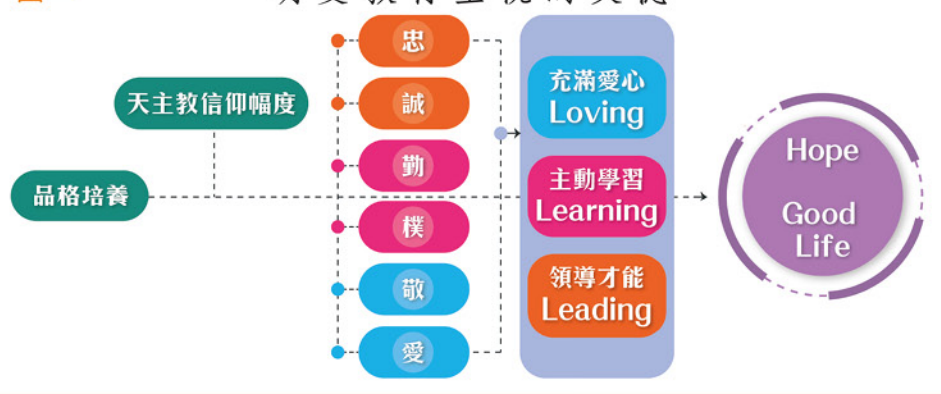 品格培養
天主教信仰幅度
忠
誠
勤
樸
敬
愛
充滿愛心
Loving
主動學習
Learning
領導才能
Leading
Hope
Good
Life